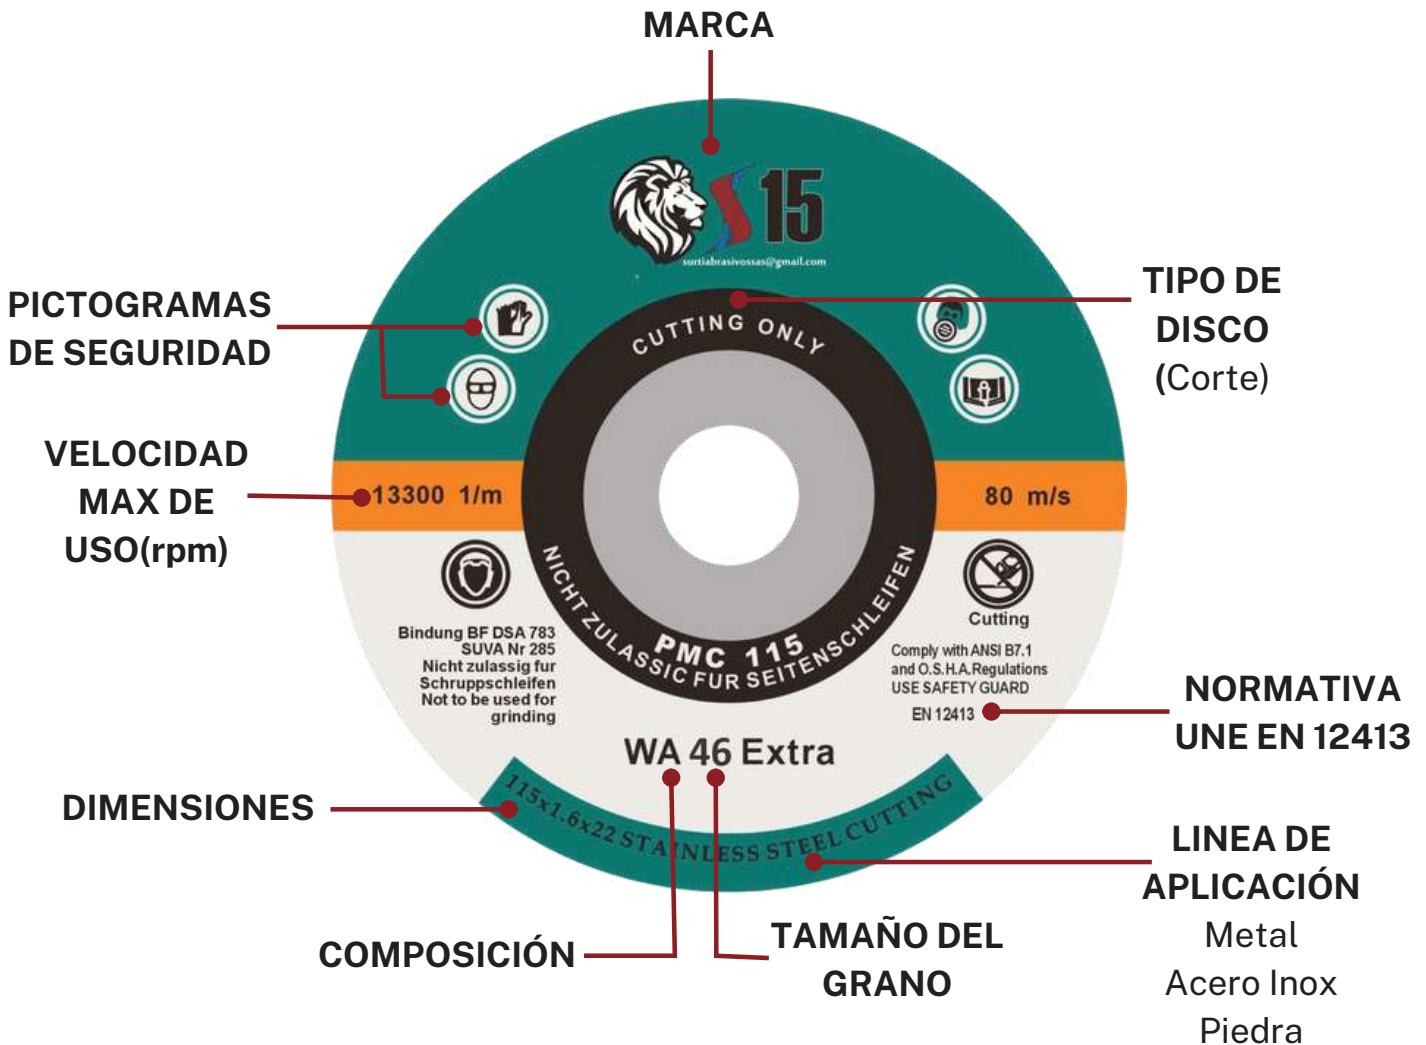 MARCA
15
surtiabrasivossas@gmail.com
PICTOGRAMAS
DE SEGURIDAD
TIPO DE
DISCO
(Corte)
CUTTING ONLY
VELOCIDAD
MAX DE
USO(rpm)
13300 1/m
80 m/s
Bindung BF DSA 783
SUVA Nr 285
Nicht zulassig fur
Schruppschleifen
Not to be used for
grinding
PMC 115
NICHT ZULASSIC FUR SEITENSCHLEIFEN
Cutting
Comply with ANSI B7.1
and O.S.H.A.Regulations
USE SAFETY GUARD
EN 12413
NORMATIVA
UNE EN 12413
WA 46 Extra
DIMENSIONES
115x1.6x22 STAINLESS STEEL CUTTING
LINEA DE
APLICACIÓN
Metal
Acero Inox
Piedra
COMPOSICIÓN
TAMAÑO DEL
GRANO